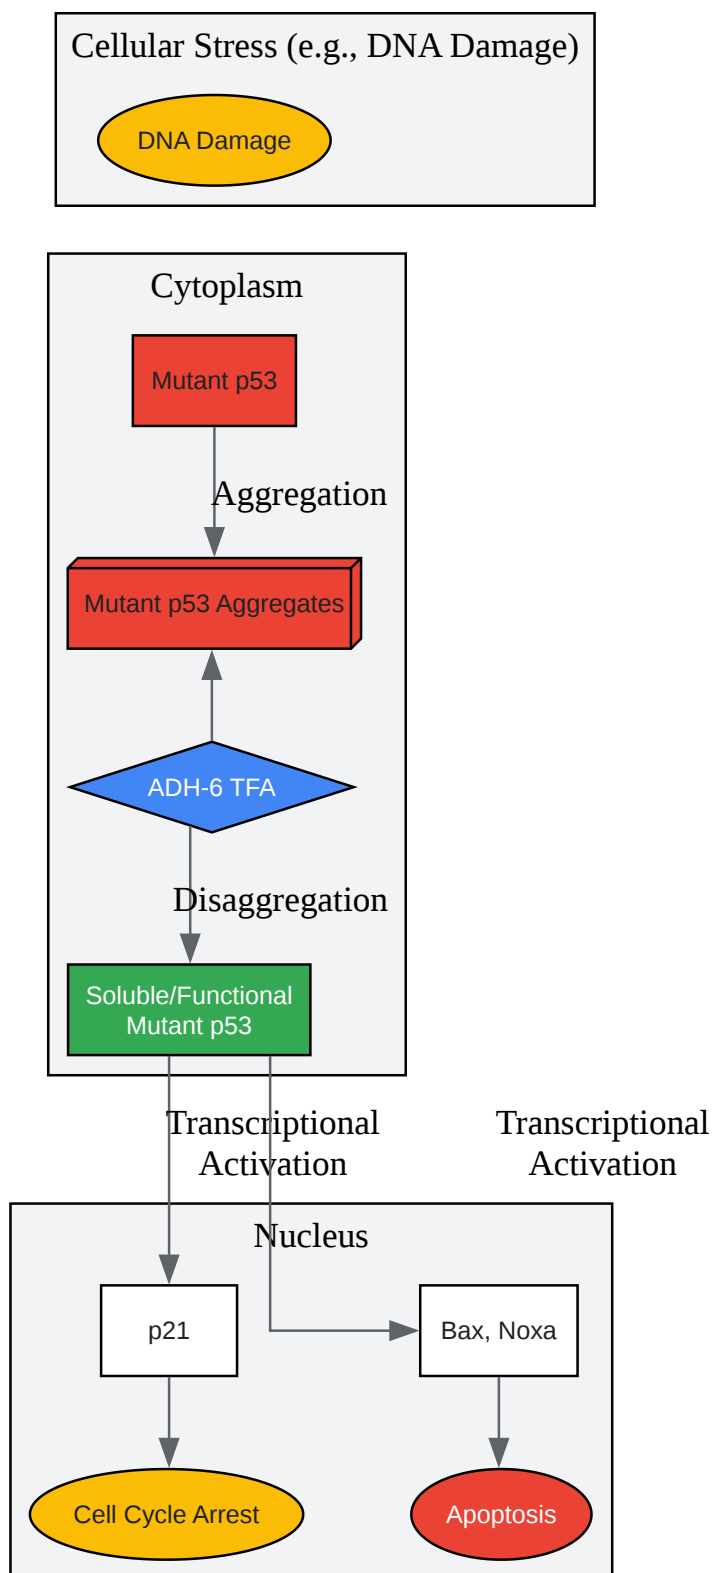 Cellular Stress (e.g., DNA Damage)
DNA Damage
Cytoplasm
Mutant p53
Aggregation
Mutant p53 Aggregates
ADH-6 TFA
Disaggregation
Soluble/Functional
Mutant p53
Transcriptional
Activation
Transcriptional
Activation
Nucleus
p21
Bax, Noxa
Cell Cycle Arrest
Apoptosis